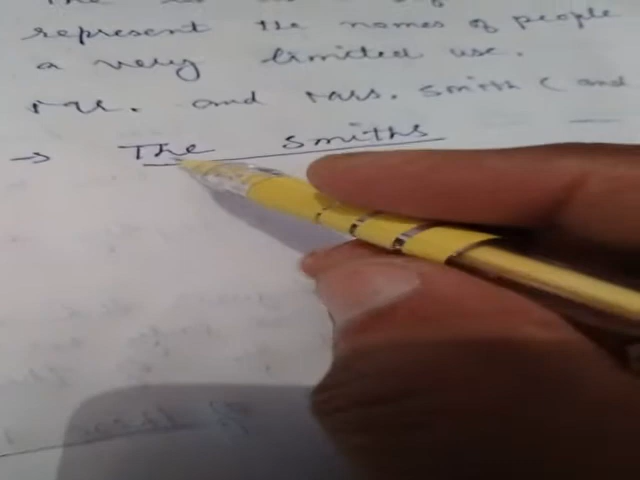 represent the names of people
a very limited use.
Mr. and Mrs. Smith ( and
→ The Smiths